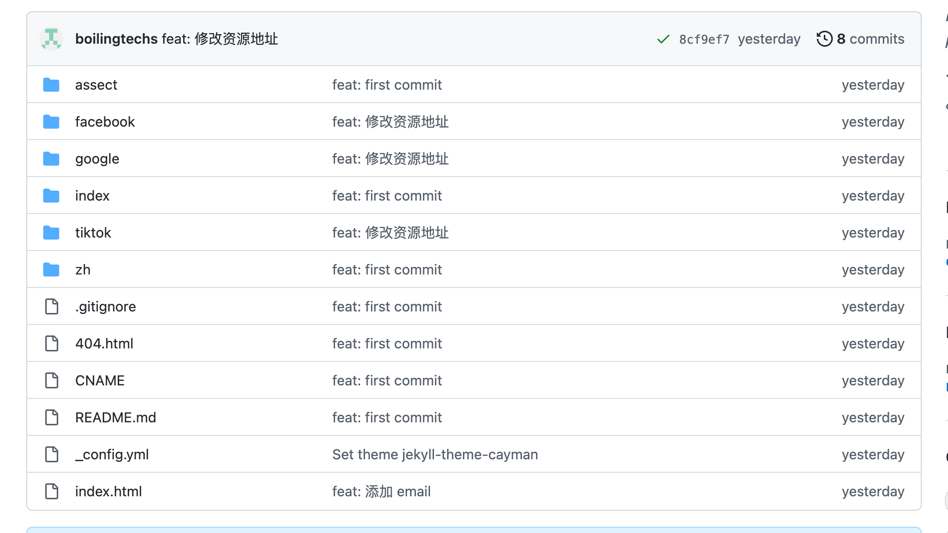 boilingtechs feat: 修改资源地址 8cf9ef7 yesterday 8 commits
assect feat: first commit yesterday
facebook feat: 修改资源地址 yesterday
google feat: 修改资源地址 yesterday
index feat: first commit yesterday
tiktok feat: 修改资源地址 yesterday
zh feat: first commit yesterday
.gitignore feat: first commit yesterday
404.html feat: first commit yesterday
CNAME feat: first commit yesterday
README.md feat: first commit yesterday
_config.yml Set theme jekyll-theme-cayman yesterday
index.html feat: 添加 email yesterday